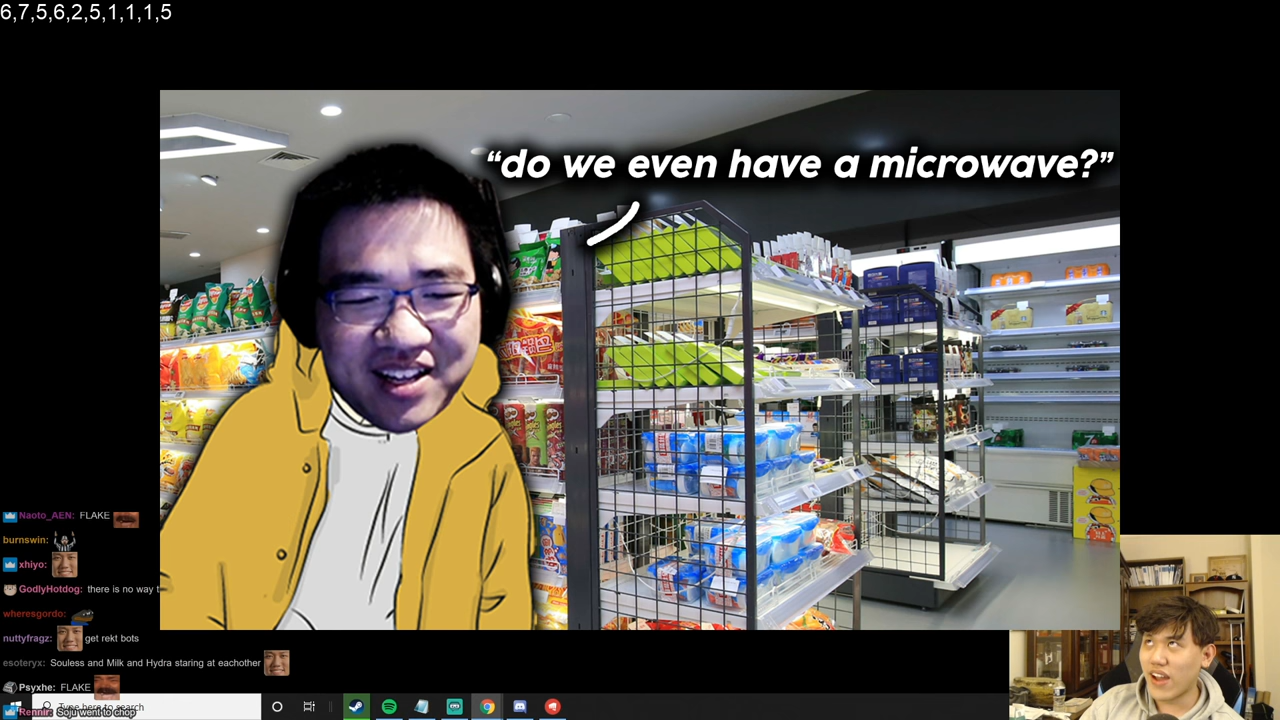 6,7,5,6,2,5,1,1,1,5
“do we even have a microwave?”
Naoto_AEN: FLAKE
burnswin:
xhiyo:
GodlyHotdog: there is no way t
wheresgordo:
nuttyfragz: get rekt bots
esoteryx: Souless and Milk and Hydra staring at eachother
Psyxhe: FLAKE
Type here to search
Rennir: Soju went to chop